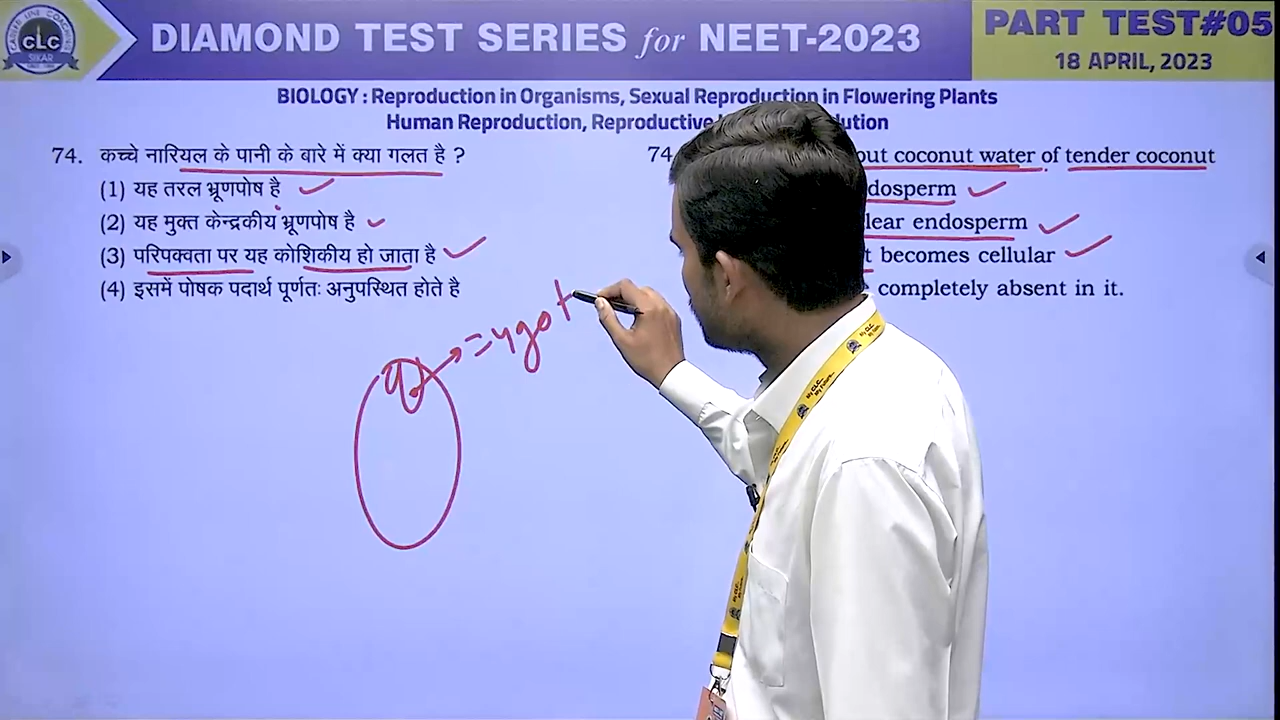 CLC
SIKAR
DIAMOND TEST SERIES for NEET-2023
PART TEST#05
18 APRIL, 2023
BIOLOGY : Reproduction in Organisms, Sexual Reproduction in Flowering Plants
Human Reproduction, Reproductive
74. कच्चे नारियल के पानी के बारे में क्या गलत है ?
(1) यह तरल भ्रूणपोष है
(2) यह मुक्त केन्द्रकीय भ्रूणपोष है
(3) परिपक्वता पर यह कोशिकीय हो जाता है
(4) इसमें पोषक पदार्थ पूर्णतः अनुपस्थित होते है
74
out coconut water of tender coconut
dosperm
lear endosperm
t becomes cellular
completely absent in it.